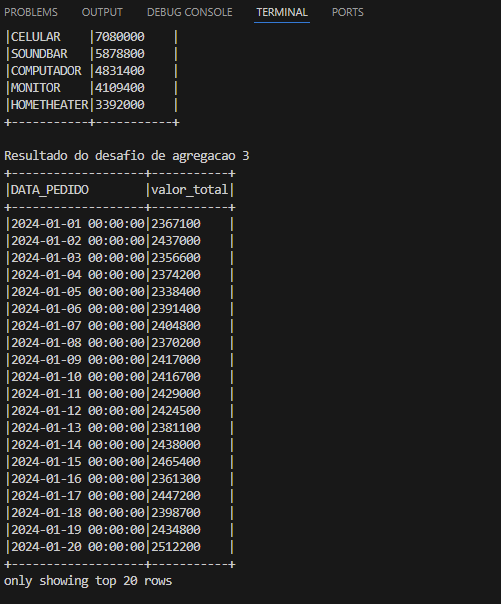 PROBLEMS OUTPUT DEBUG CONSOLE TERMINAL PORTS
|CELULAR    |7080000    |
|SOUNDBAR   |5878800    |
|COMPUTADOR |4831400    |
|MONITOR    |4109400    |
|HOMETHEATER|3392000    |
+-----------+-----------+
Resultado do desafio de agregacao 3
+-------------------+-----------+
|DATA_PEDIDO        |valor_total|
+-------------------+-----------+
|2024-01-01 00:00:00|2367100    |
|2024-01-02 00:00:00|2437000    |
|2024-01-03 00:00:00|2356600    |
|2024-01-04 00:00:00|2374200    |
|2024-01-05 00:00:00|2338400    |
|2024-01-06 00:00:00|2391400    |
|2024-01-07 00:00:00|2404800    |
|2024-01-08 00:00:00|2370200    |
|2024-01-09 00:00:00|2417000    |
|2024-01-10 00:00:00|2416700    |
|2024-01-11 00:00:00|2429000    |
|2024-01-12 00:00:00|2424500    |
|2024-01-13 00:00:00|2381100    |
|2024-01-14 00:00:00|2438000    |
|2024-01-15 00:00:00|2465400    |
|2024-01-16 00:00:00|2361300    |
|2024-01-17 00:00:00|2447200    |
|2024-01-18 00:00:00|2398700    |
|2024-01-19 00:00:00|2434800    |
|2024-01-20 00:00:00|2512200    |
+-------------------+-----------+
only showing top 20 rows